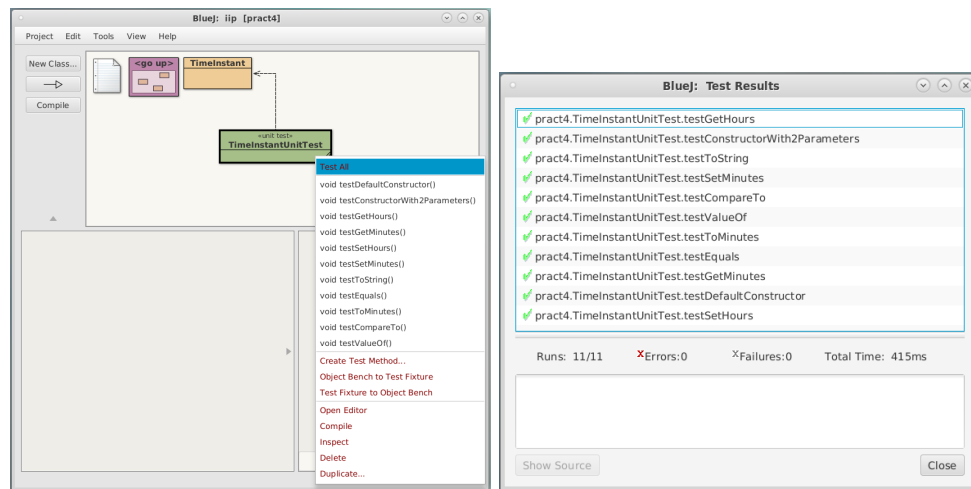 BlueJ: iip [pract4]
Project Edit Tools View Help
New Class...
Compile
<go up>
TimeInstant
«unit test»
TimeInstantUnitTest
Test All
void testDefaultConstructor()
void testConstructorWith2Parameters()
void testGetHours()
void testGetMinutes()
void testSetHours()
void testSetMinutes()
void testToString()
void testEquals()
void testToMinutes()
void testCompareTo()
void testValueOf()
Create Test Method...
Object Bench to Test Fixture
Test Fixture to Object Bench
Open Editor
Compile
Inspect
Delete
Duplicate...
BlueJ: Test Results
pract4.TimeInstantUnitTest.testGetHours
pract4.TimeInstantUnitTest.testConstructorWith2Parameters
pract4.TimeInstantUnitTest.testToString
pract4.TimeInstantUnitTest.testSetMinutes
pract4.TimeInstantUnitTest.testCompareTo
pract4.TimeInstantUnitTest.testValueOf
pract4.TimeInstantUnitTest.testToMinutes
pract4.TimeInstantUnitTest.testEquals
pract4.TimeInstantUnitTest.testGetMinutes
pract4.TimeInstantUnitTest.testDefaultConstructor
pract4.TimeInstantUnitTest.testSetHours
Runs: 11/11 xErrors:0 xFailures:0 Total Time: 415ms
Show Source
Close